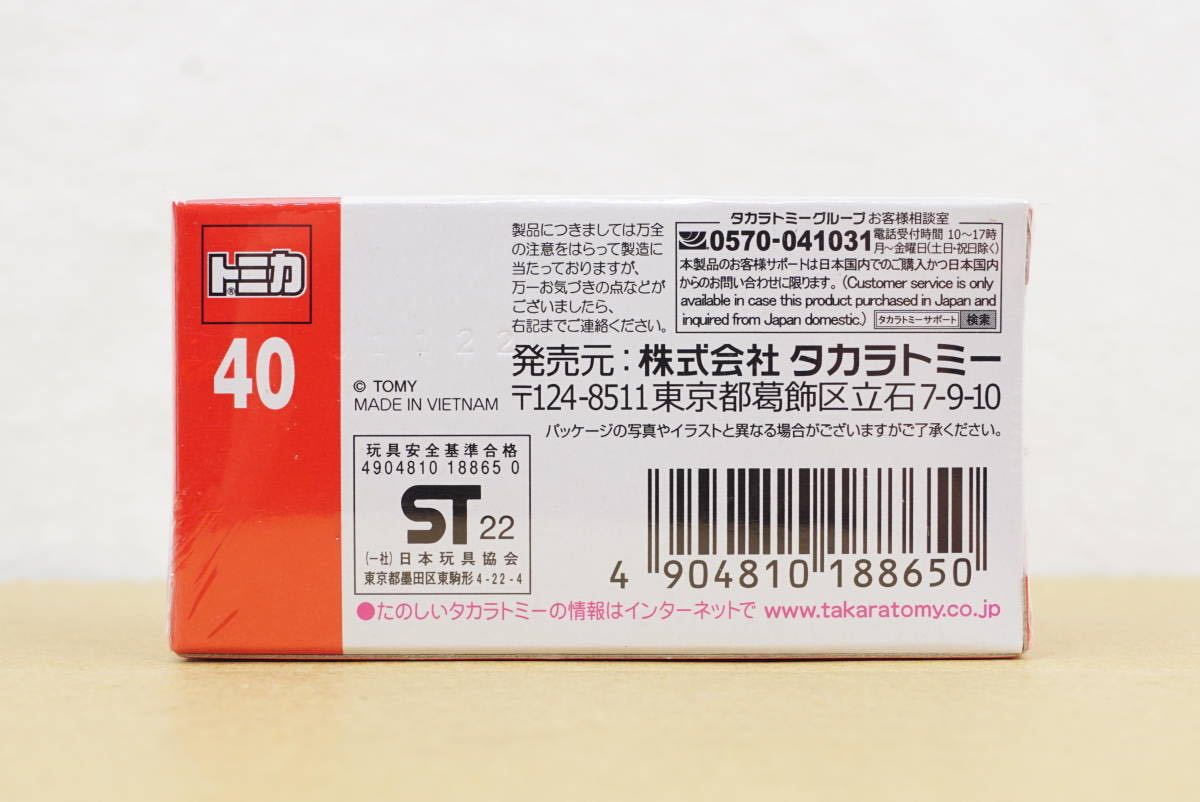 トミカ®
40
製品につきましては万全
の注意をはらって製造に
当たっておりますが、
万一お気づきの点などが
ございましたら、
右記までご連絡ください。
タカラトミーグループ お客様相談室
0570-041031
電話受付時間 10〜17時
月〜金曜日(土日・祝日除く)
本製品のお客様サポートは日本国内でのご購入かつ日本国内
からのお問い合わせに限ります。(Customer service is only
available in case this product purchased in Japan and
inquired from Japan domestic.) タカラトミーサポート 検索
発売元：株式会社 タカラトミー
〒124-8511 東京都葛飾区立石7-9-10
© TOMY
MADE IN VIETNAM
パッケージの写真やイラストと異なる場合がございますがご了承ください。
玩具安全基準合格
4904810 18865 0
ST 22
(一社)日本玩具協会
東京都墨田区東駒形4-22-4
4 904810 188650
●たのしいタカラトミーの情報はインターネットで www.takaratomy.co.jp